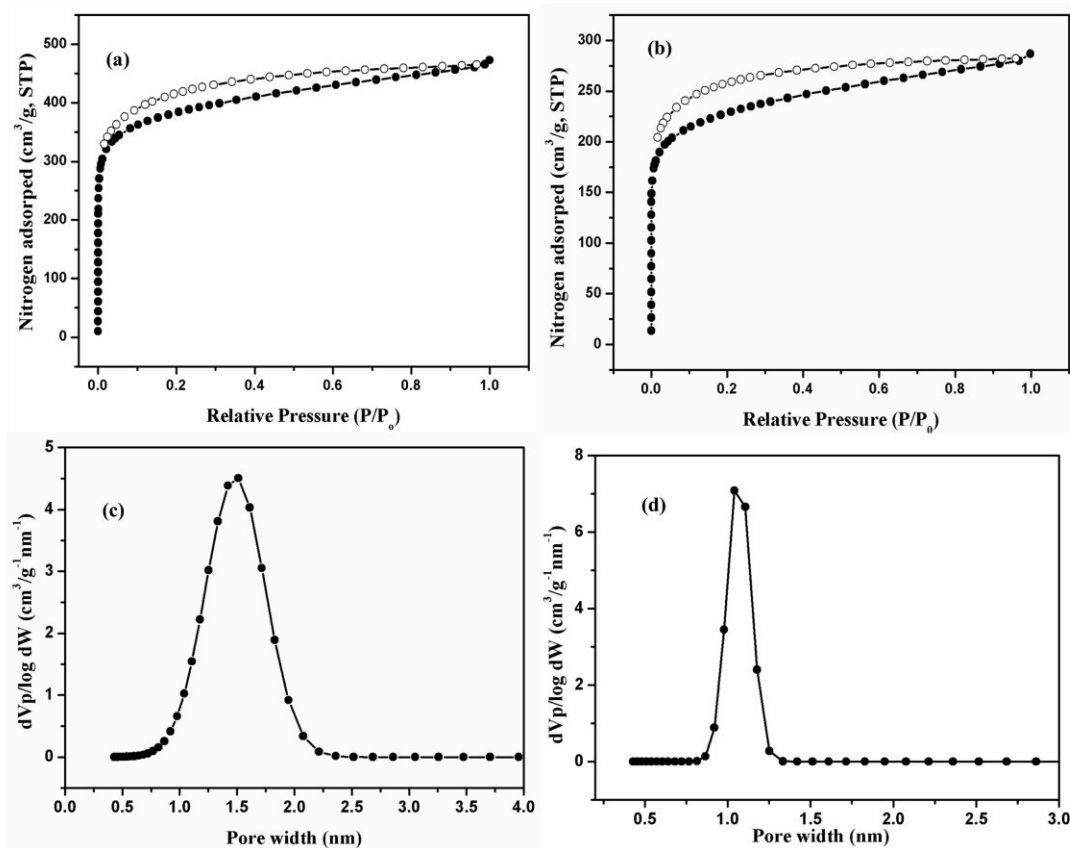 (a)
Nitrogen adsorped (cm³/g, STP)
500
400
300
200
100
0
0.0 0.2 0.4 0.6 0.8 1.0
Relative Pressure (P/P₀)
(b)
Nitrogen adsorped (cm³/g, STP)
300
250
200
150
100
50
0
0.0 0.2 0.4 0.6 0.8 1.0
Relative Pressure (P/P₀)
(c)
dVp/log dW (cm³/g⁻¹nm⁻¹)
5
4
3
2
1
0
0.0 0.5 1.0 1.5 2.0 2.5 3.0 3.5 4.0
Pore width (nm)
(d)
dVp/log dW (cm³/g⁻¹nm⁻¹)
8
6
4
2
0
0.5 1.0 1.5 2.0 2.5 3.0
Pore width (nm)